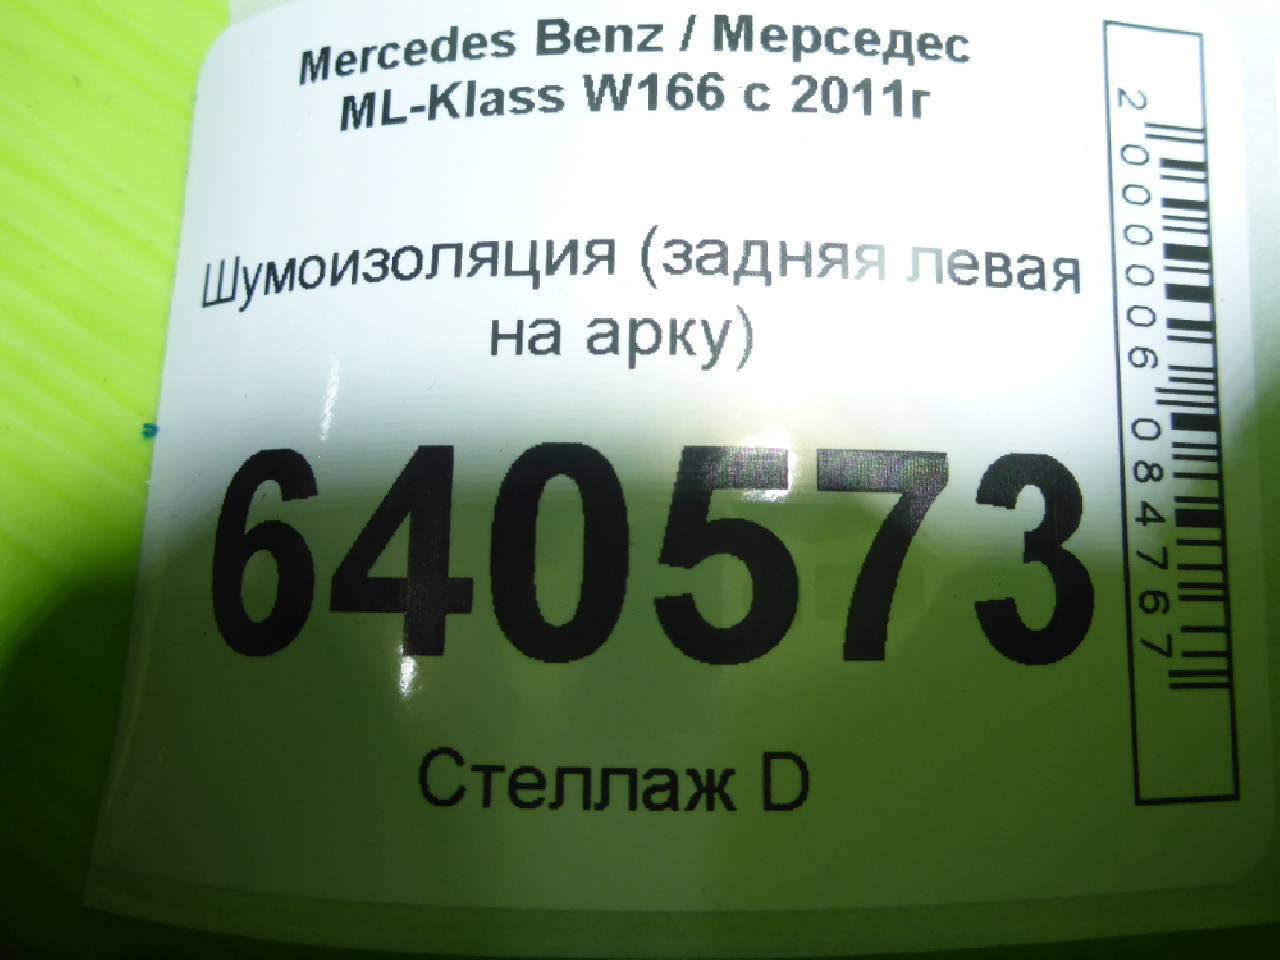 Mercedes Benz / Мерседес
ML-Klass W166 с 2011г
Шумоизоляция (задняя левая
на арку)
640573
Стеллаж D
2000006084767